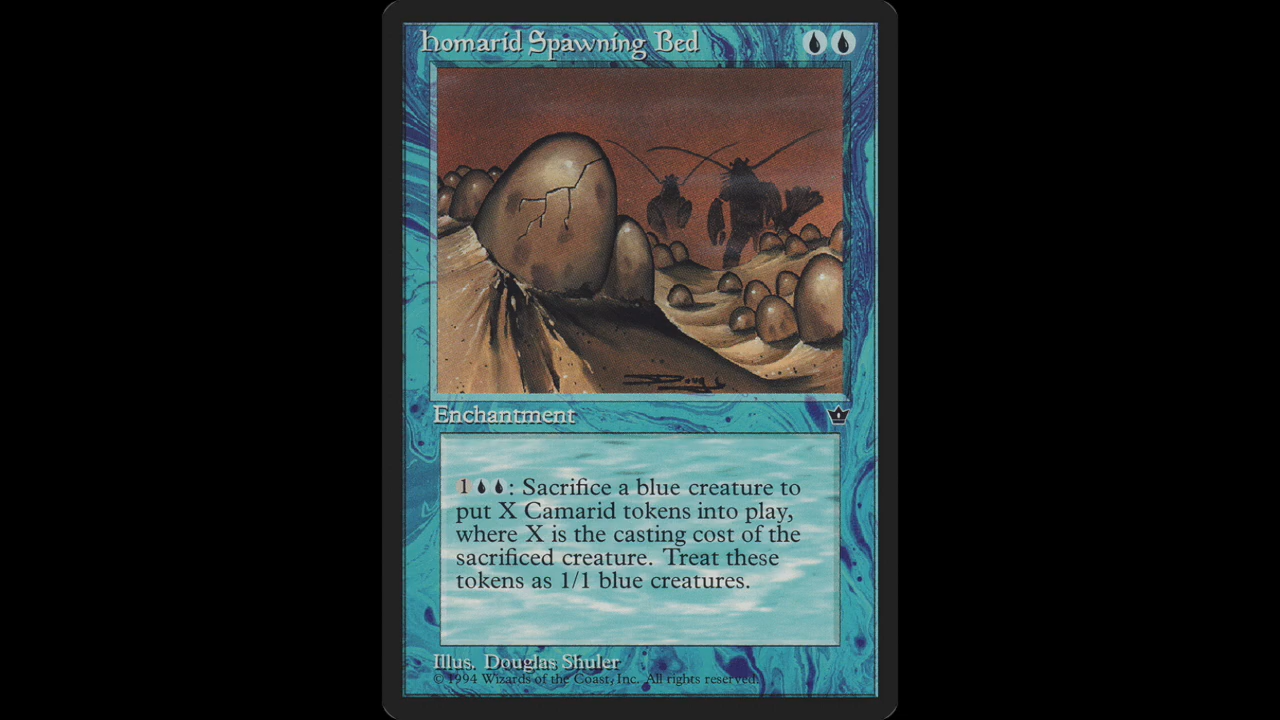 Homarid Spawning Bed
Enchantment
1: Sacrifice a blue creature to
put X Camarid tokens into play,
where X is the casting cost of the
sacrificed creature. Treat these
tokens as 1/1 blue creatures.
Illus. Douglas Shuler
© 1994 Wizards of the Coast, Inc. All rights reserved.